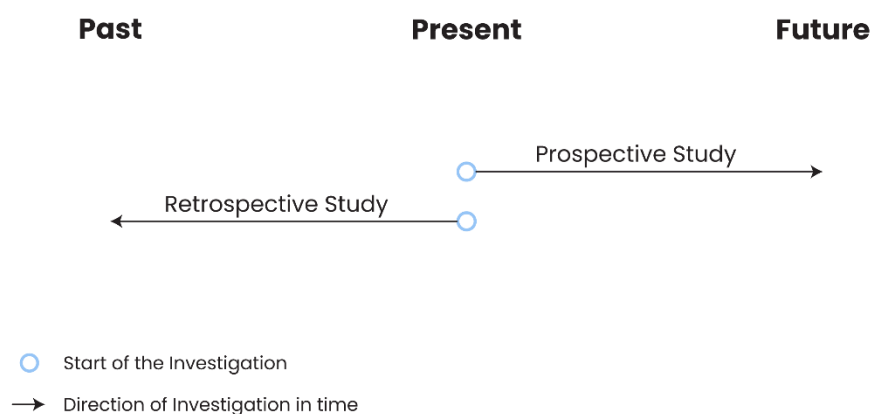 Past Present Future
Prospective Study
Retrospective Study
Start of the Investigation
Direction of Investigation in time